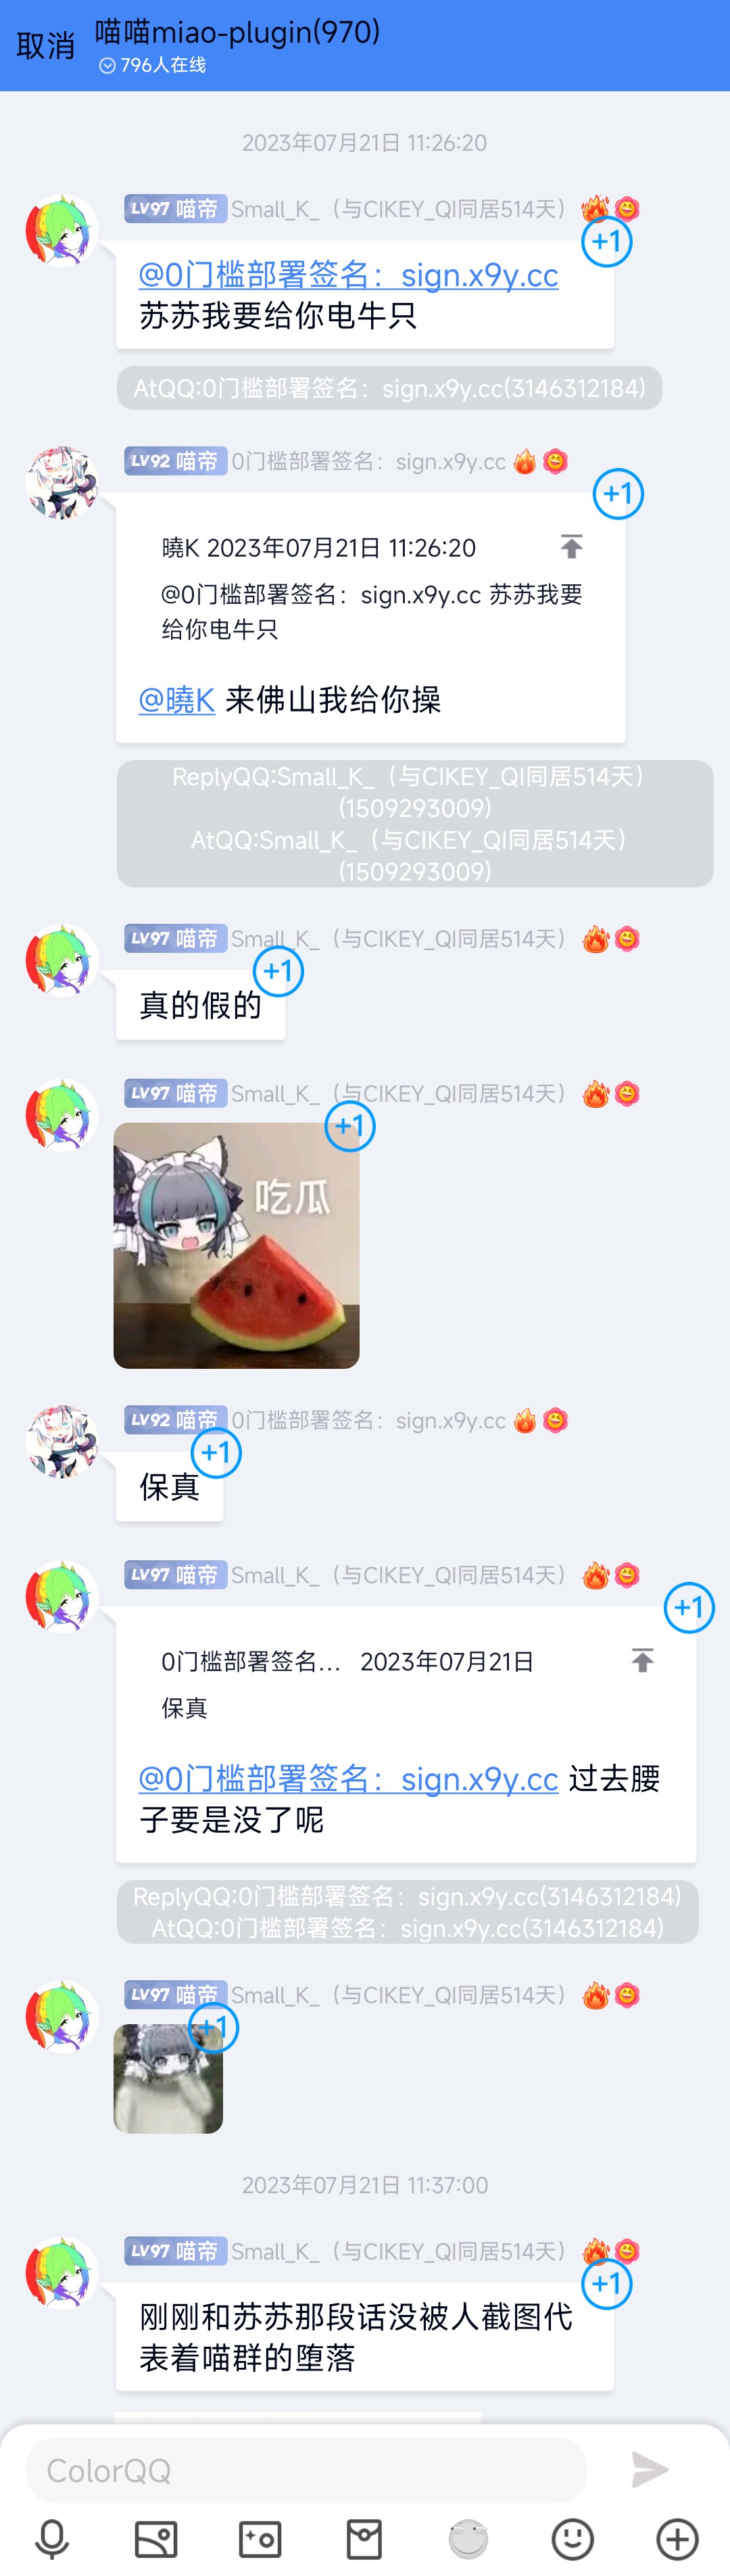 取消
喵喵miao-plugin(970)
796人在线
2023年07月21日 11:26:20
LV97 喵帝 Small_K_（与CIKEY_QI同居514天）
+1
@0门槛部署签名：sign.x9y.cc
苏苏我要给你电牛只
AtQQ:0门槛部署签名：sign.x9y.cc(3146312184)
LV92 喵帝 0门槛部署签名：sign.x9y.cc
+1
曉K 2023年07月21日 11:26:20
@0门槛部署签名：sign.x9y.cc 苏苏我要
给你电牛只
@曉K 来佛山我给你操
ReplyQQ:Small_K_（与CIKEY_QI同居514天）
(1509293009)
AtQQ:Small_K_（与CIKEY_QI同居514天）
(1509293009)
LV97 喵帝 Small_K_（与CIKEY_QI同居514天）
+1
真的假的
LV97 喵帝 Small_K_（与CIKEY_QI同居514天）
+1
吃瓜
LV92 喵帝 0门槛部署签名：sign.x9y.cc
+1
保真
LV97 喵帝 Small_K_（与CIKEY_QI同居514天）
+1
0门槛部署签名... 2023年07月21日
保真
@0门槛部署签名：sign.x9y.cc 过去腰
子要是没了呢
ReplyQQ:0门槛部署签名：sign.x9y.cc(3146312184)
AtQQ:0门槛部署签名：sign.x9y.cc(3146312184)
LV97 喵帝 Small_K_（与CIKEY_QI同居514天）
+1
2023年07月21日 11:37:00
LV97 喵帝 Small_K_（与CIKEY_QI同居514天）
+1
刚刚和苏苏那段话没被人截图代
表着喵群的堕落
ColorQQ